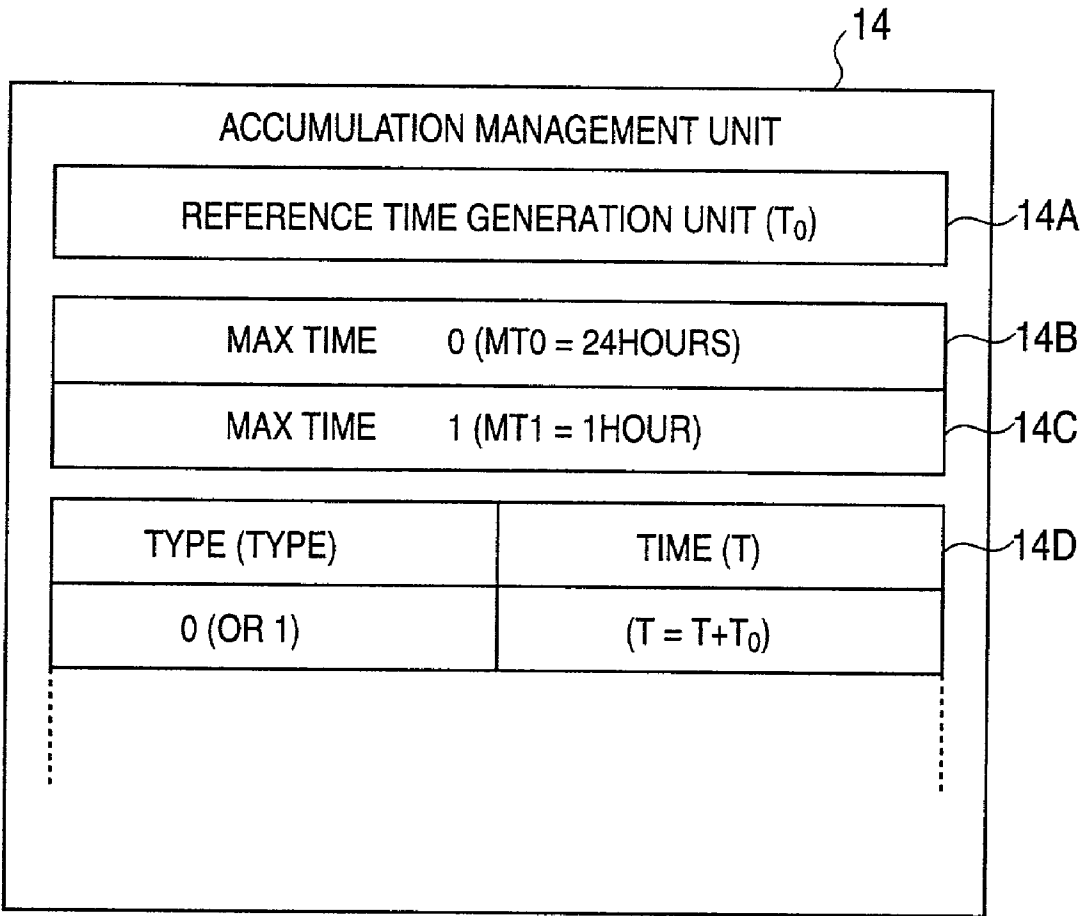 14
ACCUMULATION MANAGEMENT UNIT
REFERENCE TIME GENERATION UNIT (T₀) 14A
MAX TIME 0 (MT0 = 24HOURS) 14B
MAX TIME 1 (MT1 = 1HOUR) 14C
TYPE (TYPE) TIME (T) 14D
0 (OR 1) (T = T+T₀)